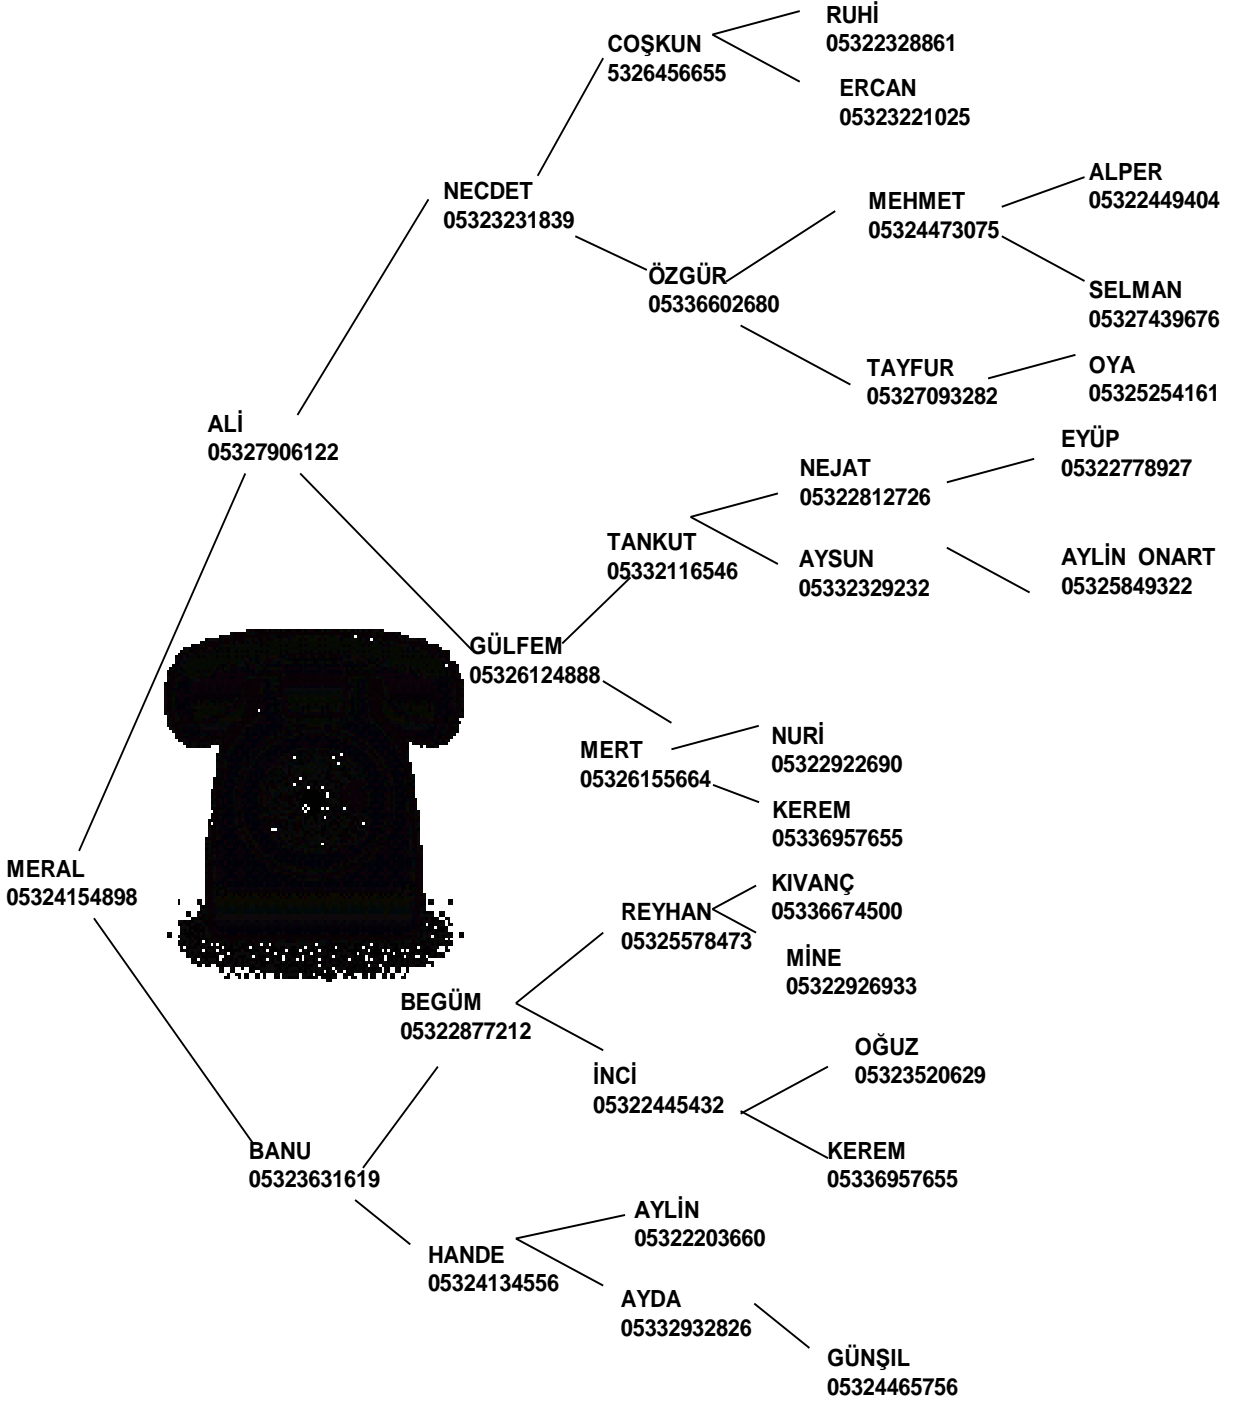 RUHİ
05322328861
COŞKUN
5326456655
ERCAN
05323221025
NECDET
05323231839
ALPER
05322449404
MEHMET
05324473075
ÖZGÜR
05336602680
SELMAN
05327439676
TAYFUR
05327093282
OYA
05325254161
ALİ
05327906122
EYÜP
05322778927
NEJAT
05322812726
TANKUT
05332116546
AYSUN
05332329232
AYLİN ONART
05325849322
GÜLFEM
05326124888
MERT
05326155664
NURİ
05322922690
KEREM
05336957655
MERAL
05324154898
KIVANÇ
05336674500
REYHAN
05325578473
MİNE
05322926933
BEGÜM
05322877212
OĞUZ
05323520629
İNCİ
05322445432
BANU
05323631619
KEREM
05336957655
AYLİN
05322203660
HANDE
05324134556
AYDA
05332932826
GÜNŞIL
05324465756